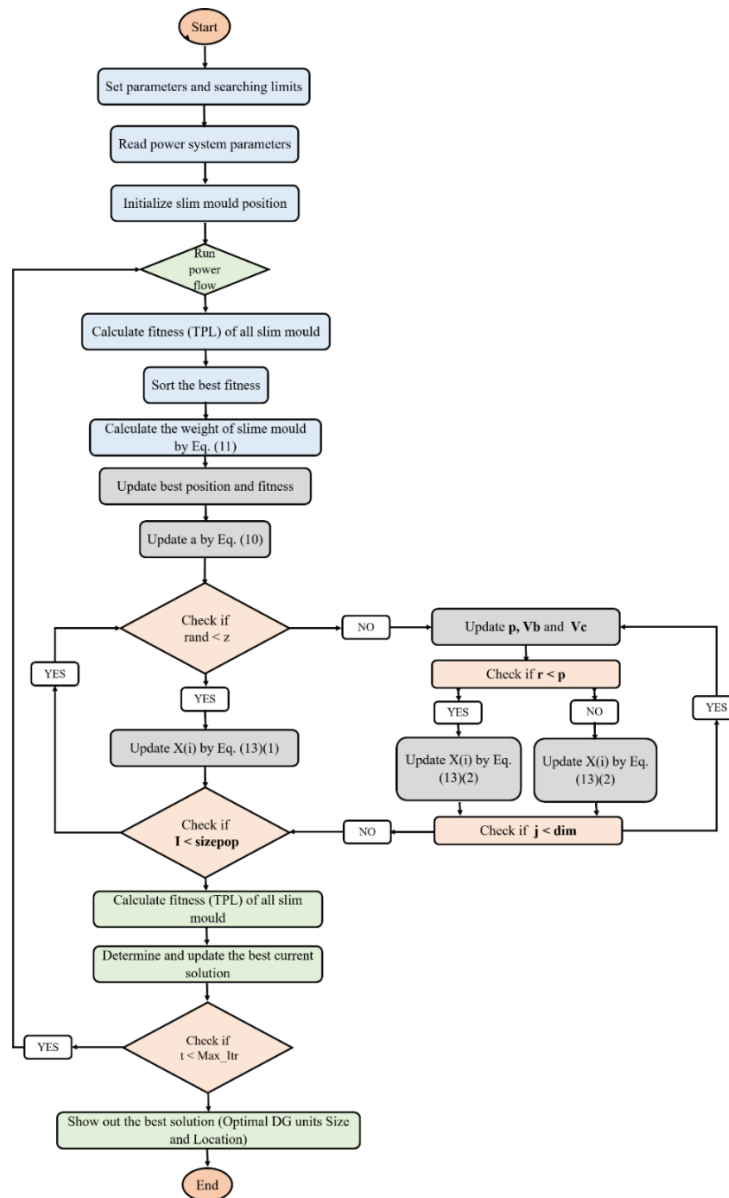 Start
Set parameters and searching limits
Read power system parameters
Initialize slim mould position
Run
power
flow
Calculate fitness (TPL) of all slim mould
Sort the best fitness
Calculate the weight of slime mould
by Eq. (11)
Update best position and fitness
Update a by Eq. (10)
Check if
rand < z
NO
Update p, Vb and Vc
YES
Check if r < p
YES
YES
NO
YES
Update X(i) by Eq. (13)(1)
Update X(i) by Eq.
(13)(2)
Update X(i) by Eq.
(13)(2)
Check if
I < sizepop
NO
Check if j < dim
Calculate fitness (TPL) of all slim
mould
Determine and update the best current
solution
Check if
t < Max_Itr
YES
Show out the best solution (Optimal DG units Size
and Location)
End